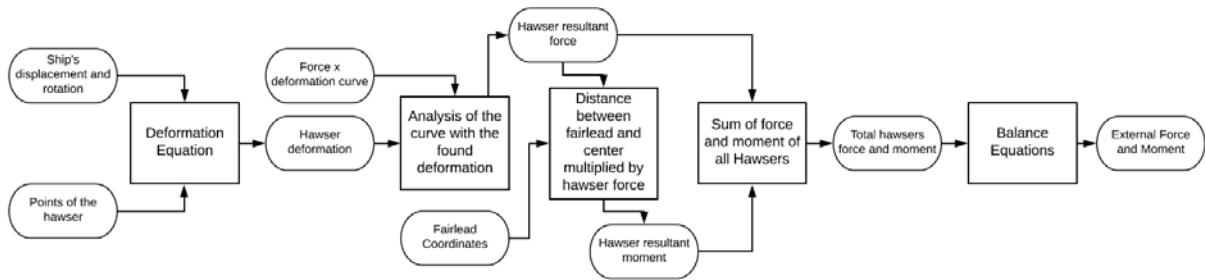 Ship's
displacement and
rotation
Points of the
hawser
Deformation
Equation
Force x
deformation curve
Hawser
deformation
Analysis of the
curve with the
found
deformation
Hawser resultant
force
Fairlead
Coordinates
Distance
between
fairlead and
center
multiplied by
hawser force
Hawser resultant
moment
Sum of force
and moment of
all Hawsers
Total hawsers
force and moment
Balance
Equations
External Force
and Moment